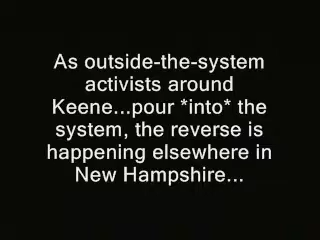 As outside-the-system
activists around
Keene...pour *into* the
system, the reverse is
happening elsewhere in
New Hampshire...